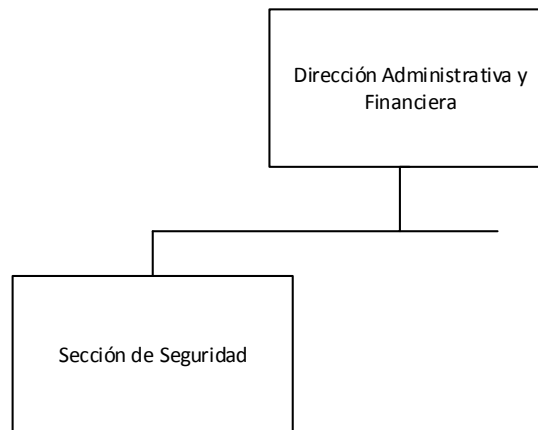 Dirección Administrativa y
Financiera
Sección de Seguridad